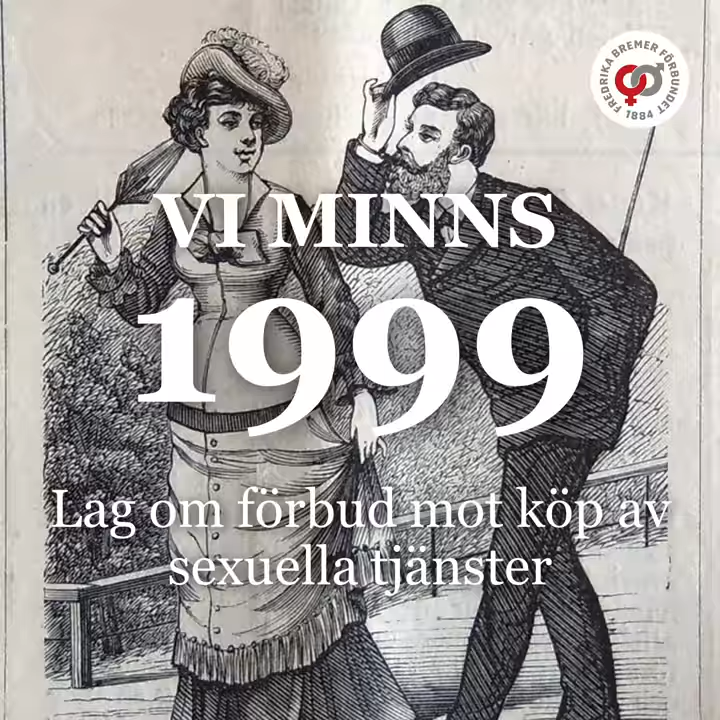 FREDRIKA BREMER FÖRBUNDET
1884
VI MINNS
1999
Lag om förbud mot köp av
sexuella tjänster